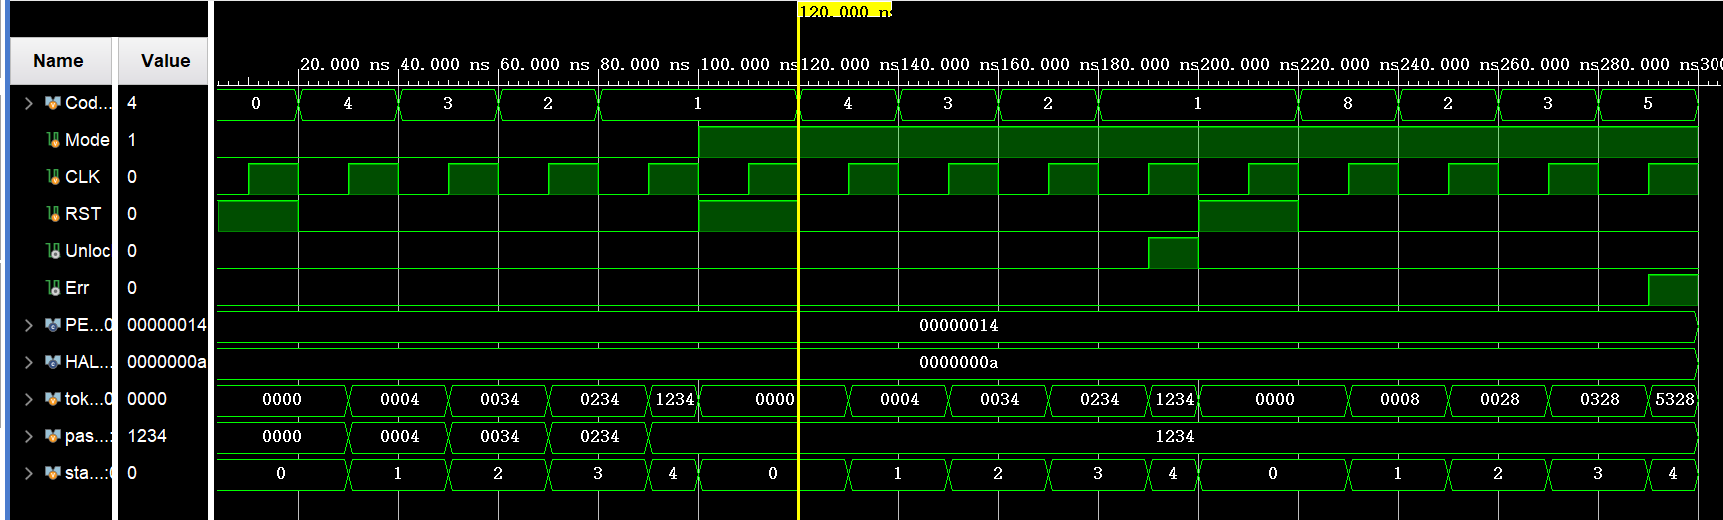 120.000 ns
Name Value
20.000 ns 40.000 ns 60.000 ns 80.000 ns 100.000 ns 120.000 ns 140.000 ns 160.000 ns 180.000 ns 200.000 ns 220.000 ns 240.000 ns 260.000 ns 280.000 ns 300
Cod... 4 0 4 3 2 1 4 3 2 1 8 2 3 5
Mode 1
CLK 0
RST 0
Unloc 0
Err 0
PE...0 00000014 00000014
HAL... 0000000a 0000000a
tok...0 0000 0000 0004 0034 0234 1234 0000 0004 0034 0234 1234 0000 0008 0028 0328 5328
pas...: 1234 0000 0004 0034 0234 1234
sta...:0 0 0 1 2 3 4 0 1 2 3 4 0 1 2 3 4